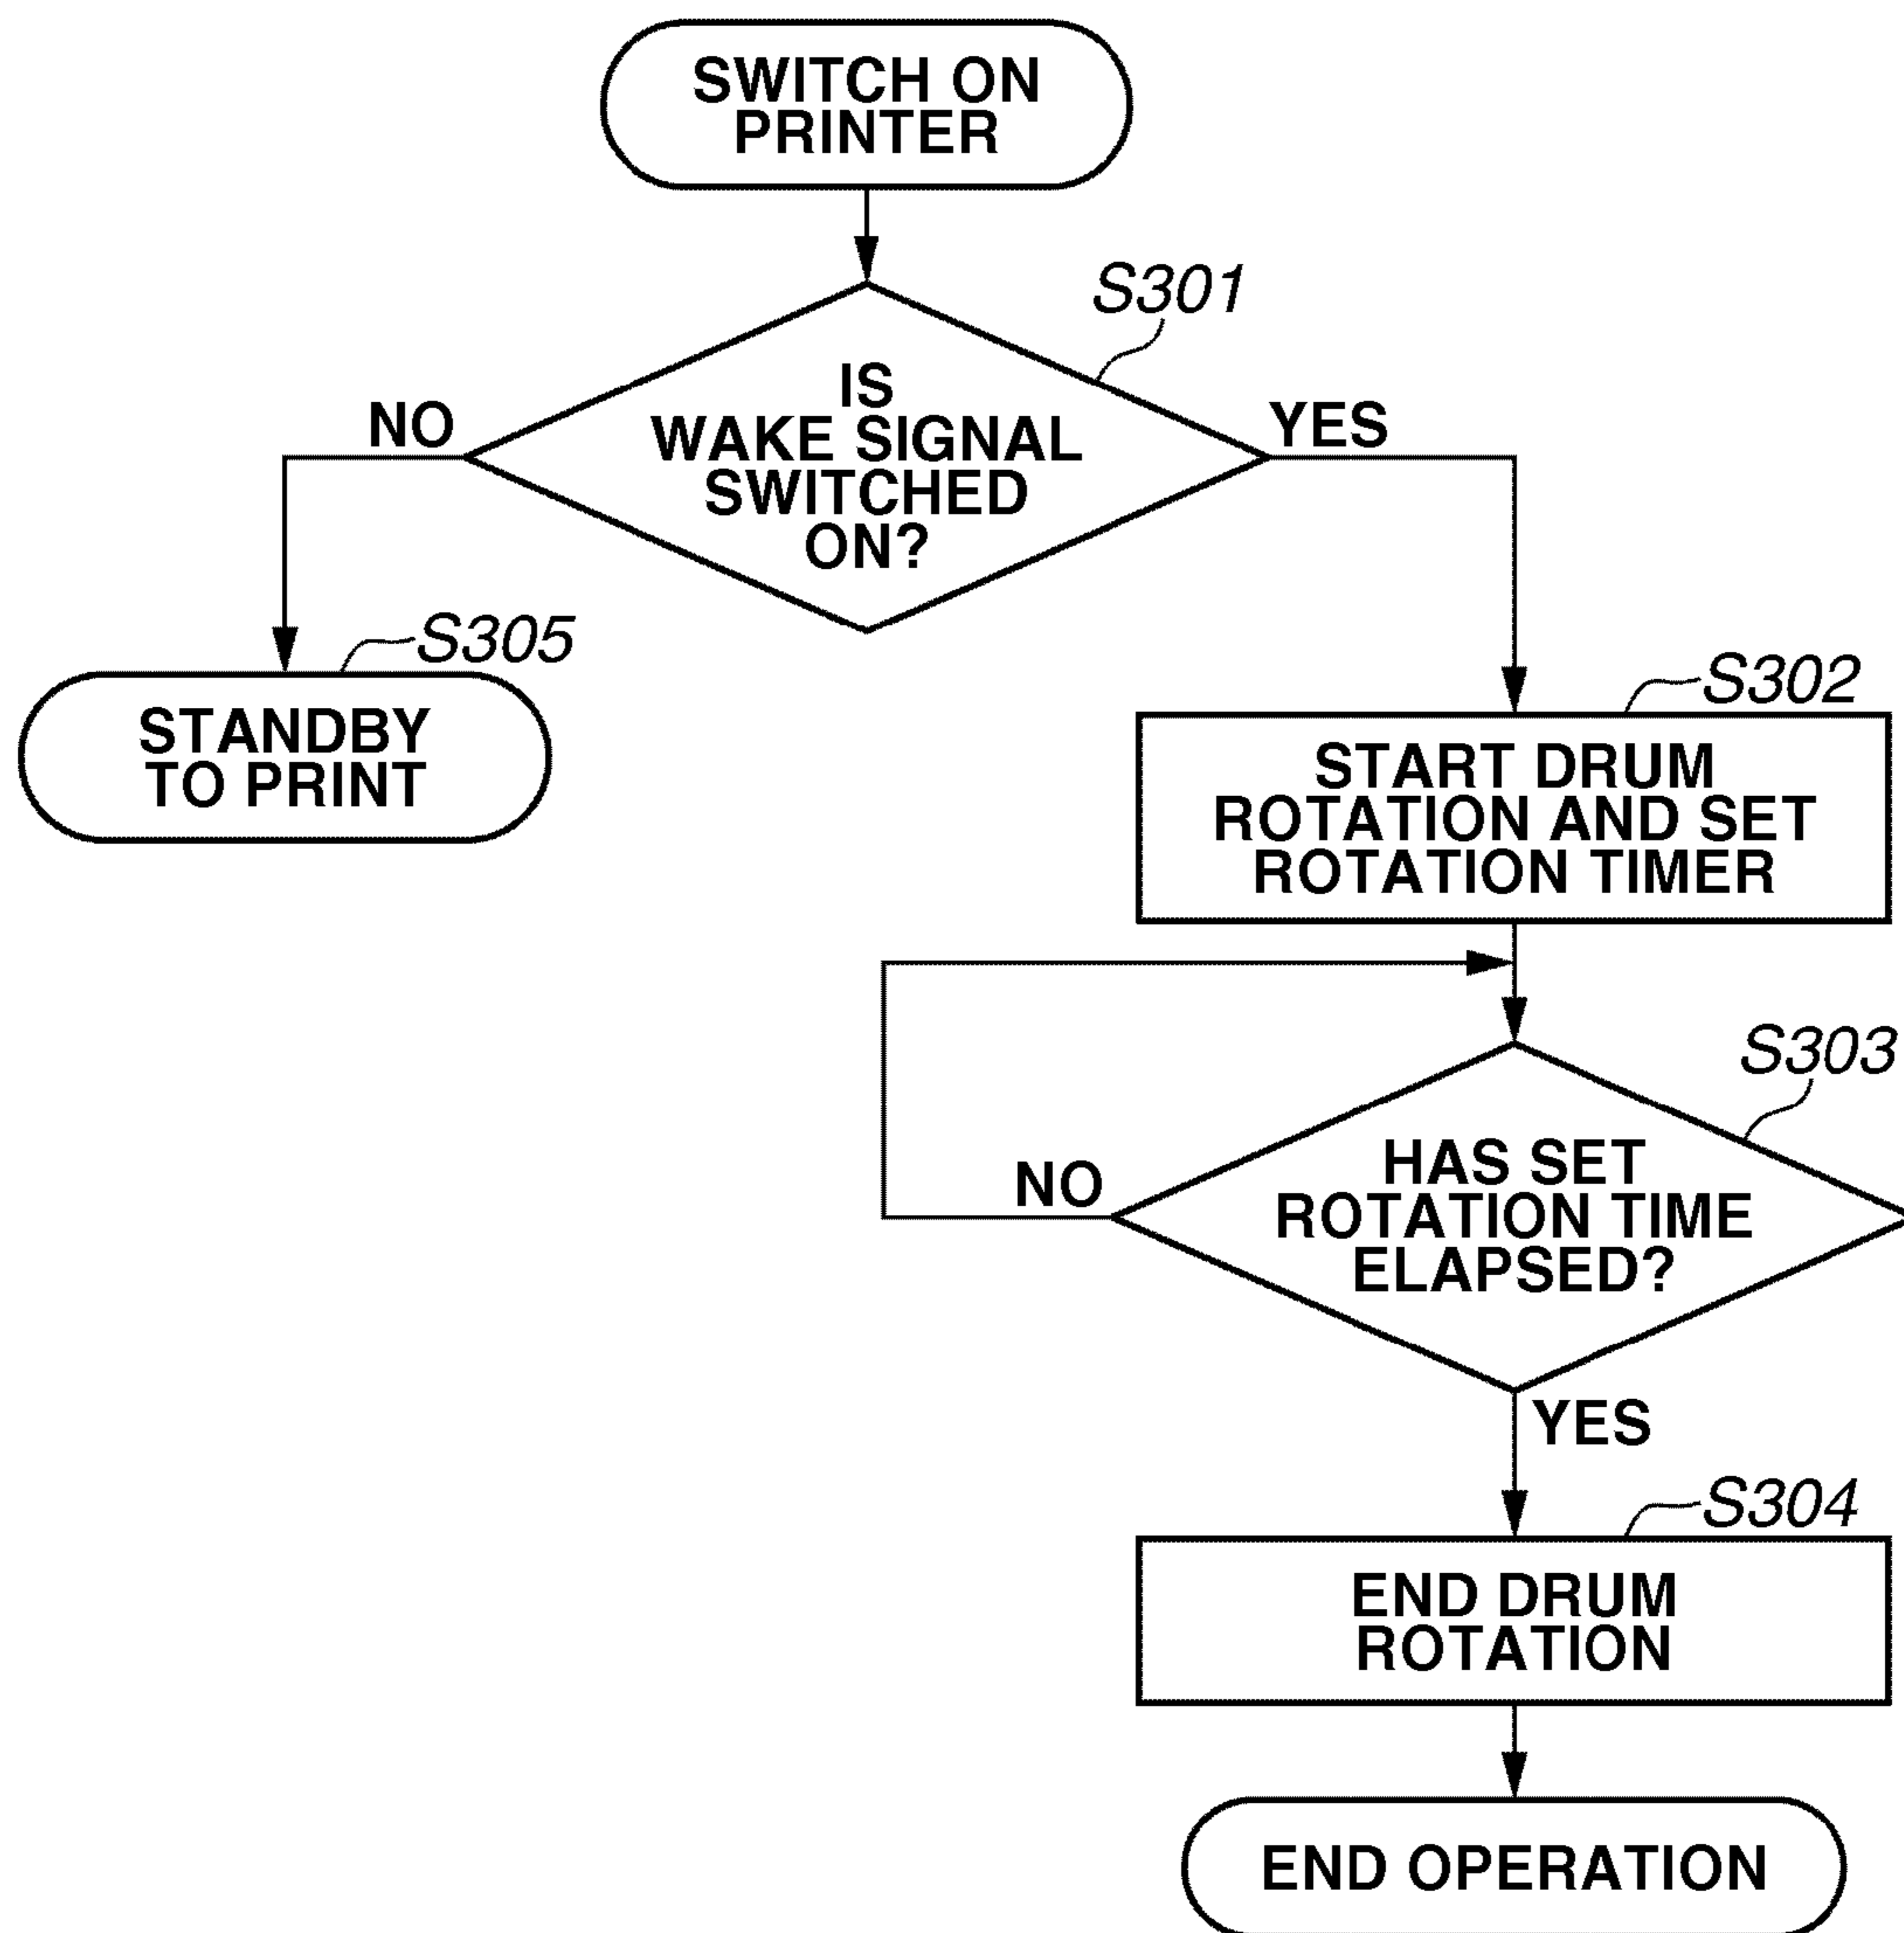 SWITCH ON
PRINTER
S301
IS
WAKE SIGNAL
SWITCHED
ON?
NO
YES
S305
STANDBY
TO PRINT
S302
START DRUM
ROTATION AND SET
ROTATION TIMER
S303
HAS SET
ROTATION TIME
ELAPSED?
NO
YES
S304
END DRUM
ROTATION
END OPERATION